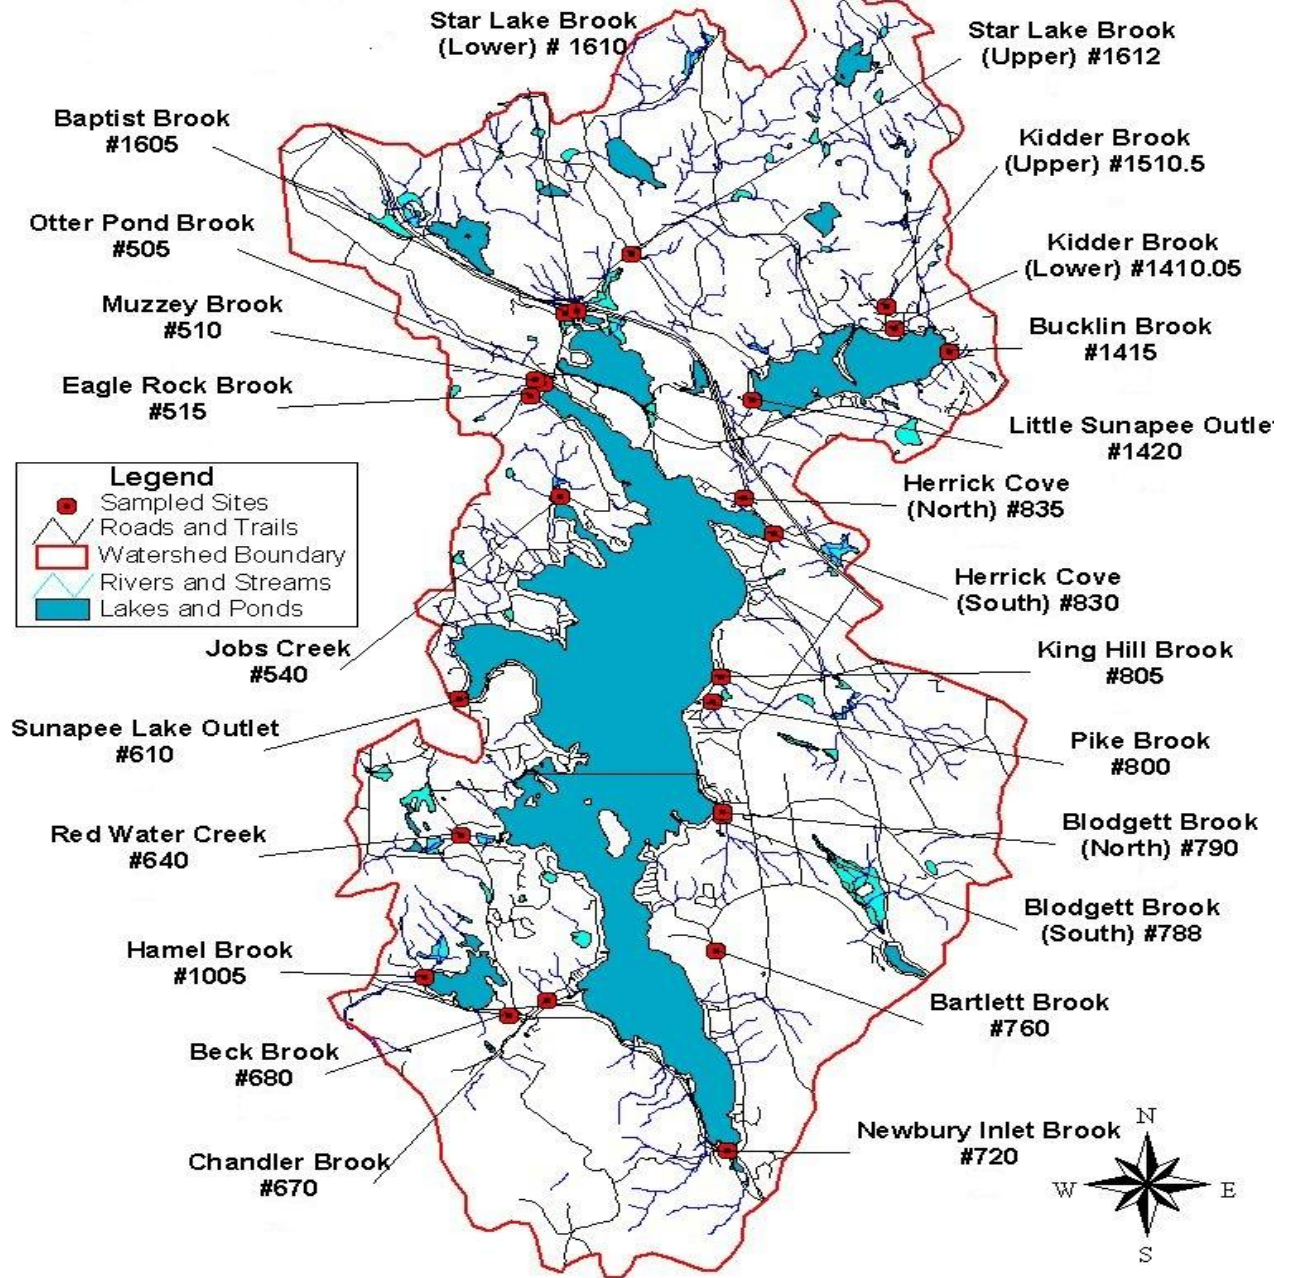 Star Lake Brook
(Lower) # 1610
Star Lake Brook
(Upper) #1612
Baptist Brook
#1605
Kidder Brook
(Upper) #1510.5
Otter Pond Brook
#505
Kidder Brook
(Lower) #1410.05
Muzzey Brook
#510
Bucklin Brook
#1415
Eagle Rock Brook
#515
Little Sunapee Outle
#1420
Legend
Sampled Sites
Roads and Trails
Watershed Boundary
Rivers and Streams
Lakes and Ponds
Herrick Cove
(North) #835
Herrick Cove
(South) #830
Jobs Creek
#540
King Hill Brook
#805
Sunapee Lake Outlet
#610
Pike Brook
#800
Red Water Creek
#640
Blodgett Brook
(North) #790
Blodgett Brook
(South) #788
Hamel Brook
#1005
Bartlett Brook
#760
Beck Brook
#680
Newbury Inlet Brook
#720
Chandler Brook
#670
N
W E
S